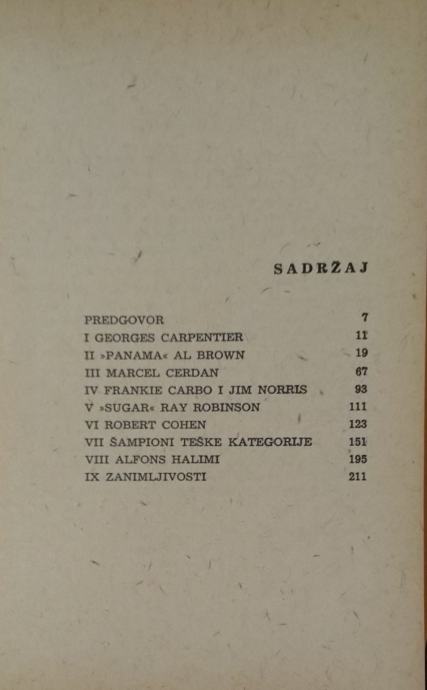 SADRŽAJ
PREDGOVOR 7
I GEORGES CARPENTIER 11
II »PANAMA« AL BROWN 19
III MARCEL CERDAN 67
IV FRANKIE CARBO I JIM NORRIS 93
V »SUGAR« RAY ROBINSON 111
VI ROBERT COHEN 123
VII ŠAMPIONI TEŠKE KATEGORIJE 151
VIII ALFONS HALIMI 195
IX ZANIMLJIVOSTI 211